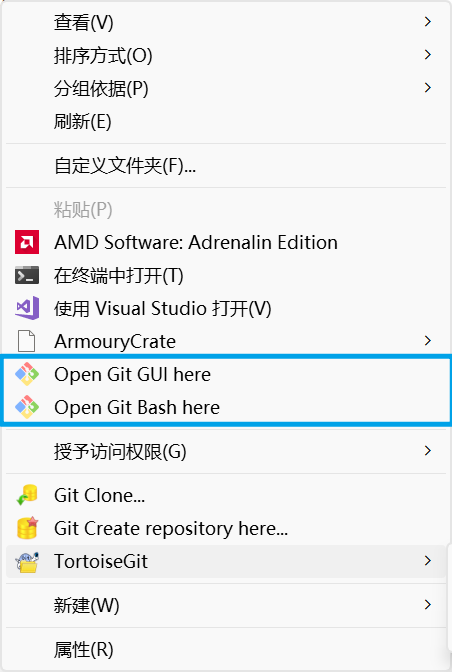 查看(V)
排序方式(O)
分组依据(P)
刷新(E)
自定义文件夹(F)...
粘贴(P)
AMD Software: Adrenalin Edition
在终端中打开(T)
使用 Visual Studio 打开(V)
ArmouryCrate
Open Git GUI here
Open Git Bash here
授予访问权限(G)
Git Clone...
Git Create repository here...
TortoiseGit
新建(W)
属性(R)